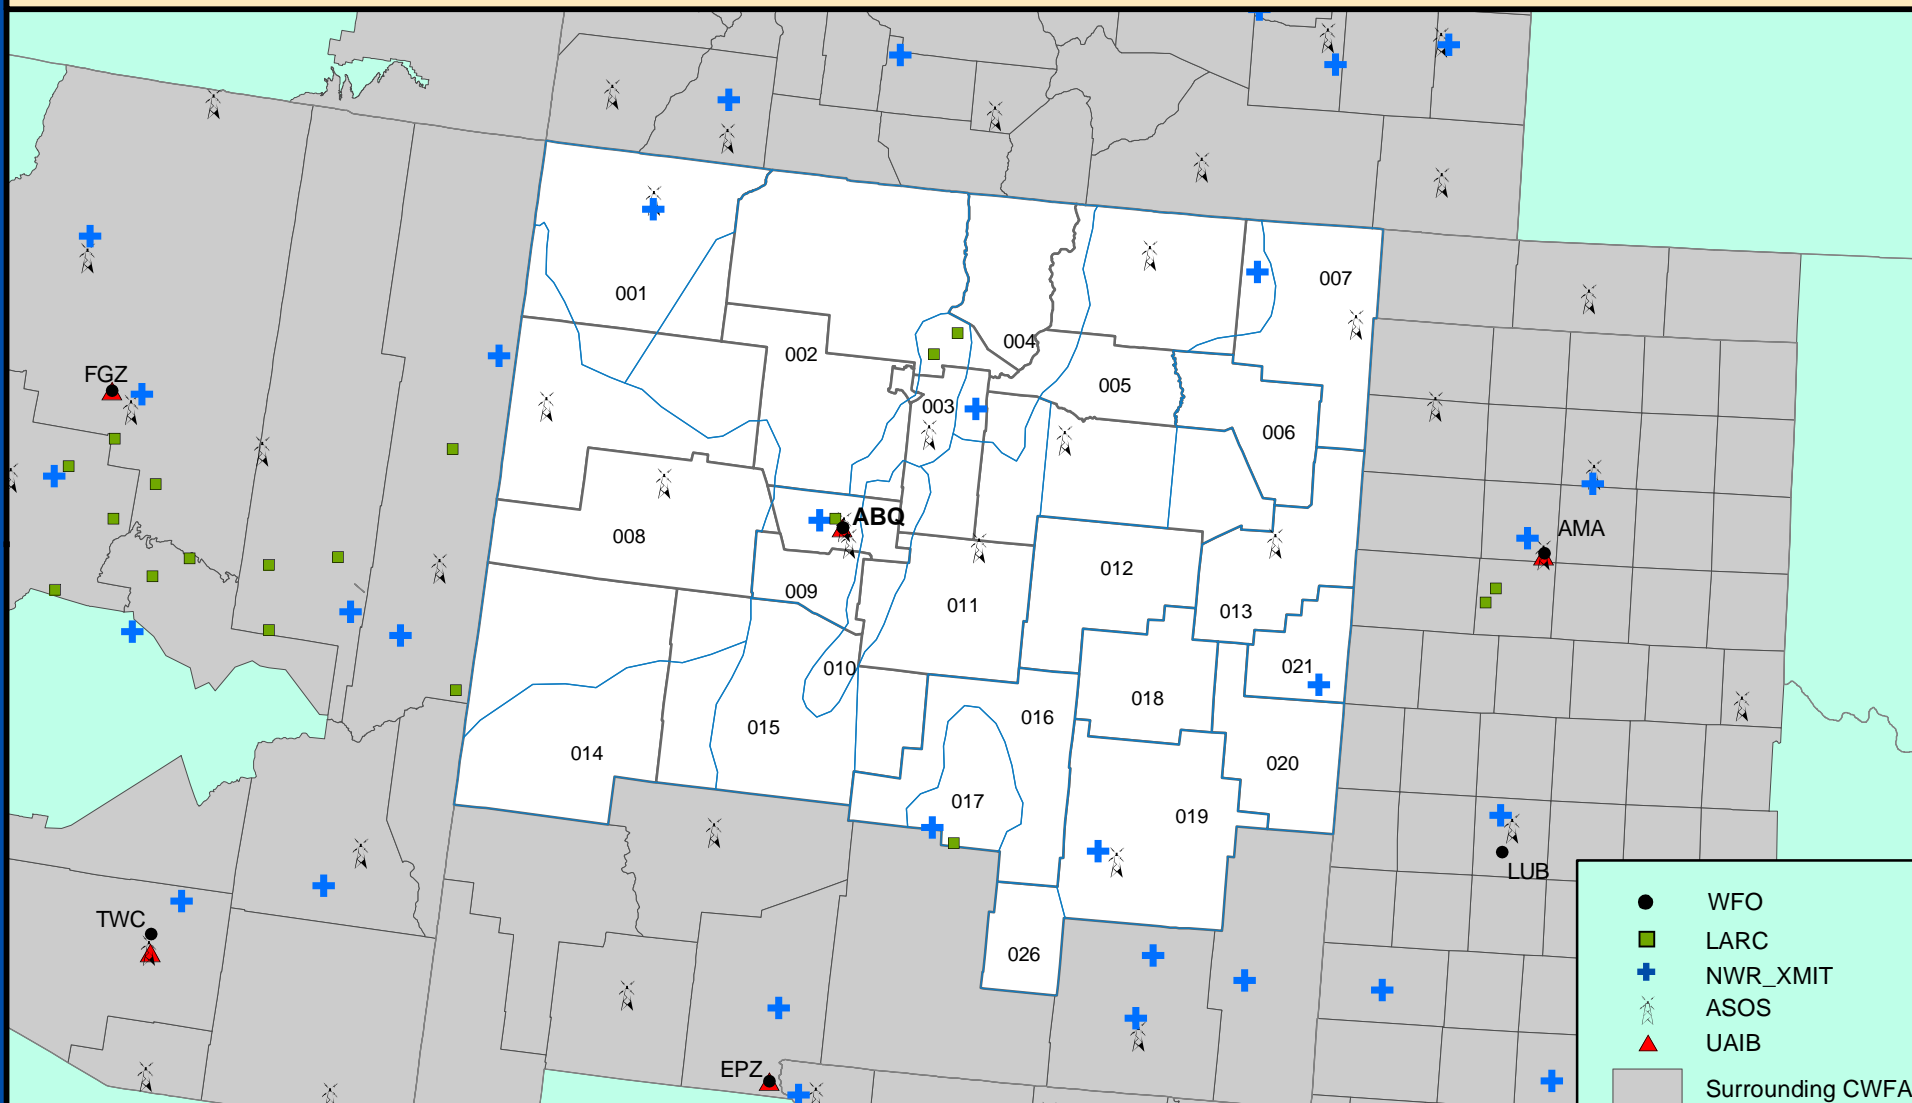 007
001
004
002
FGZ
005
003
006
ABQ
AMA
008
012
009
011
013
010
021
018
016
015
014
020
017
019
LUB
WFO
TWC
LARC
026
NWR_XMIT
ASOS
UAIB
EPZ
Surrounding CWFA